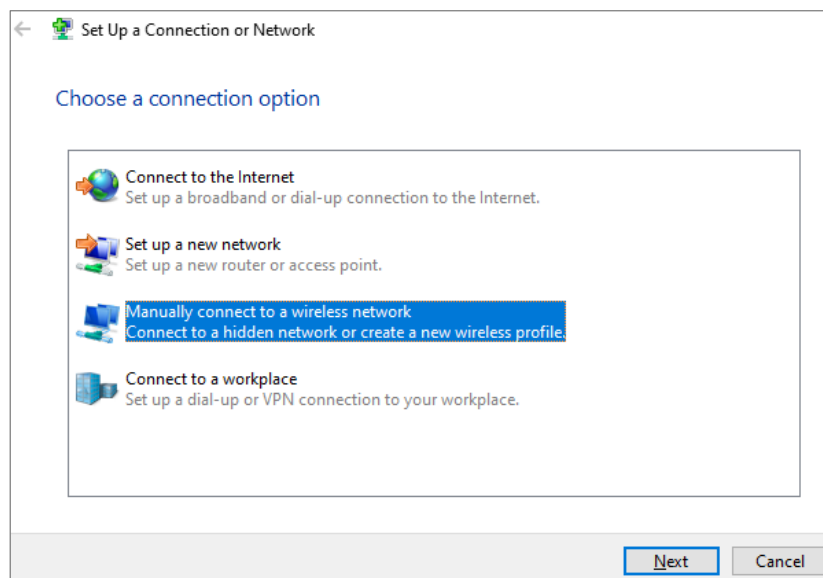 Set Up a Connection or Network
Choose a connection option
Connect to the Internet
Set up a broadband or dial-up connection to the Internet.
Set up a new network
Set up a new router or access point.
Manually connect to a wireless network
Connect to a hidden network or create a new wireless profile.
Connect to a workplace
Set up a dial-up or VPN connection to your workplace.
Next
Cancel